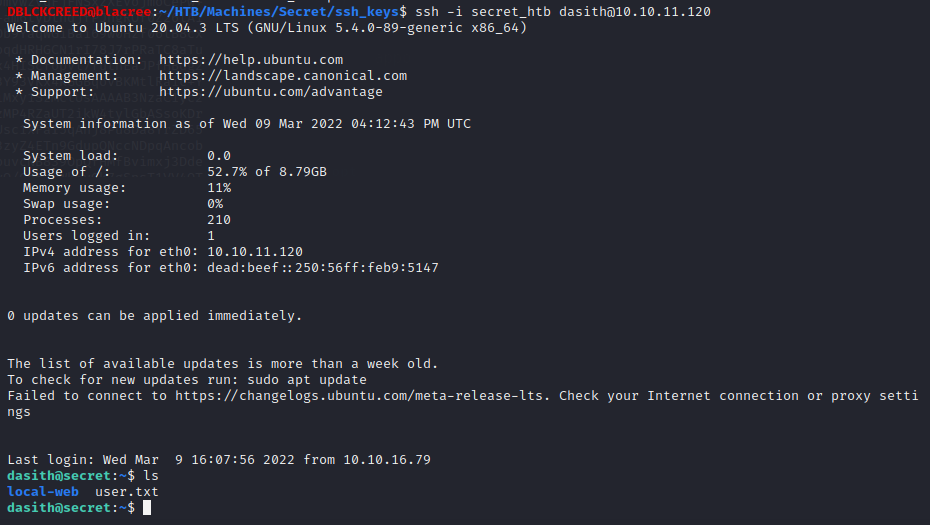 DBLCKCREED@blacree:~/HTB/Machines/Secret/ssh_keys$ ssh -i secret_htb dasith@10.10.11.120
Welcome to Ubuntu 20.04.3 LTS (GNU/Linux 5.4.0-89-generic x86_64)

 * Documentation:  https://help.ubuntu.com
 * Management:     https://landscape.canonical.com
 * Support:        https://ubuntu.com/advantage

  System information as of Wed 09 Mar 2022 04:12:43 PM UTC

  System load:            0.0
  Usage of /:             52.7% of 8.79GB
  Memory usage:           11%
  Swap usage:             0%
  Processes:              210
  Users logged in:        1
  IPv4 address for eth0: 10.10.11.120
  IPv6 address for eth0: dead:beef::250:56ff:feb9:5147

0 updates can be applied immediately.

The list of available updates is more than a week old.
To check for new updates run: sudo apt update
Failed to connect to https://changelogs.ubuntu.com/meta-release-lts. Check your Internet connection or proxy setti
ngs

Last login: Wed Mar  9 16:07:56 2022 from 10.10.16.79
dasith@secret:~$ ls
local-web  user.txt
dasith@secret:~$